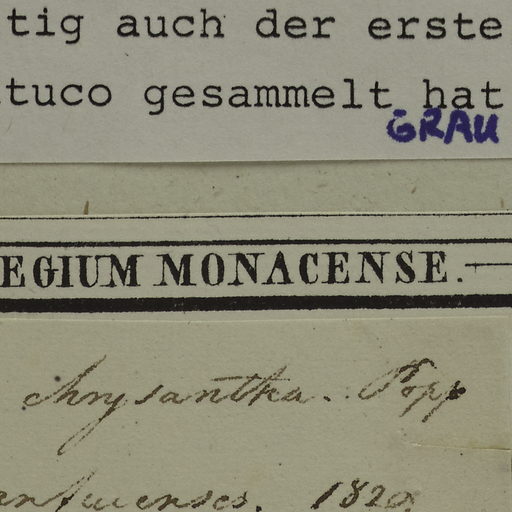 tig auch der erste
tuco gesammelt hat
GRAU
EGIUM MONACENSE.
chrysantha. Popp